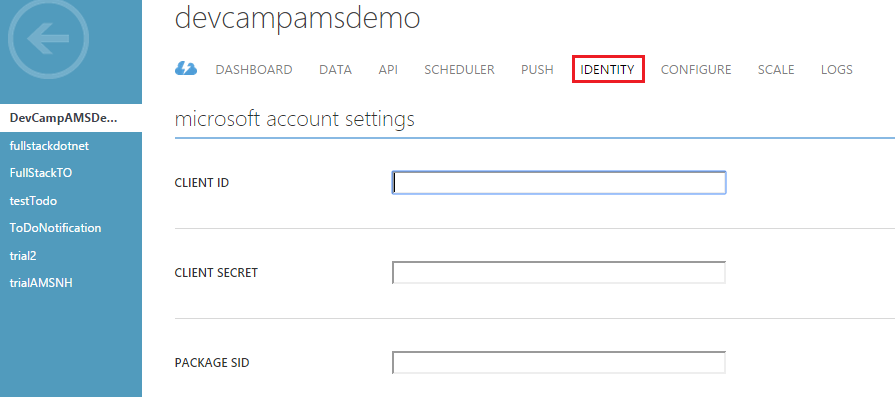 devcampamsdemo
DASHBOARD DATA API SCHEDULER PUSH IDENTITY CONFIGURE SCALE LOGS
DevCampAMSDe...
fullstackdotnet
FullStackTO
testTodo
ToDoNotification
trial2
trialAMSNH
microsoft account settings
CLIENT ID
CLIENT SECRET
PACKAGE SID